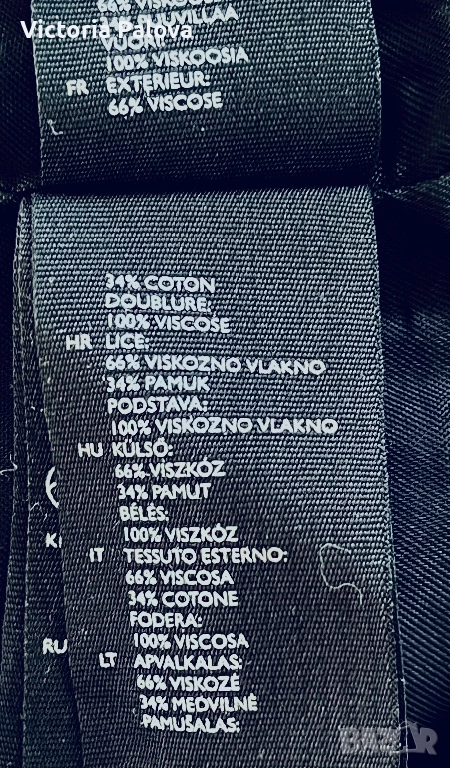 Victoria Palova
VUORI:
100% VISKOOSIA
FR EXTERIEUR:
66% VISCOSE
34% COTON
DOUBLURE:
100% VISCOSE
HR LICE:
66% VISKOZNO VLAKNO
34% PAMUK
PODSTAVA:
100% VISKOZNO VLAKNO
HU KÜLSŐ:
66% VISZKÓZ
34% PAMUT
BÉLÉS:
100% VISZKÓZ
IT TESSUTO ESTERNO:
66% VISCOSA
34% COTONE
FODERA:
100% VISCOSA
RU
LT APVALKALAS:
66% VISKOZĖ
34% MEDVILNĖ
PAMUŠALAS:
BAZAR